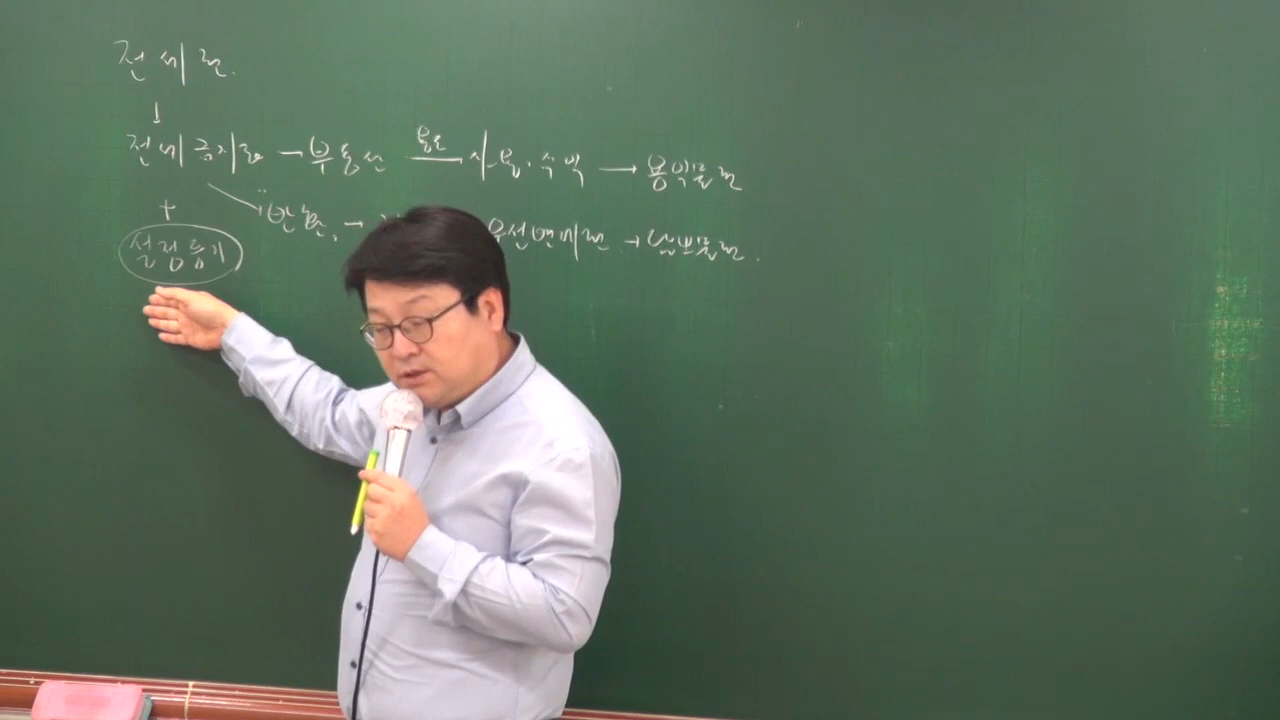 전세권.
↓
전세금지급 → 부동산 용도→ 사용·수익 → 용익물권
+ "반환. → 우선변제권 → 담보물권.
설정등기